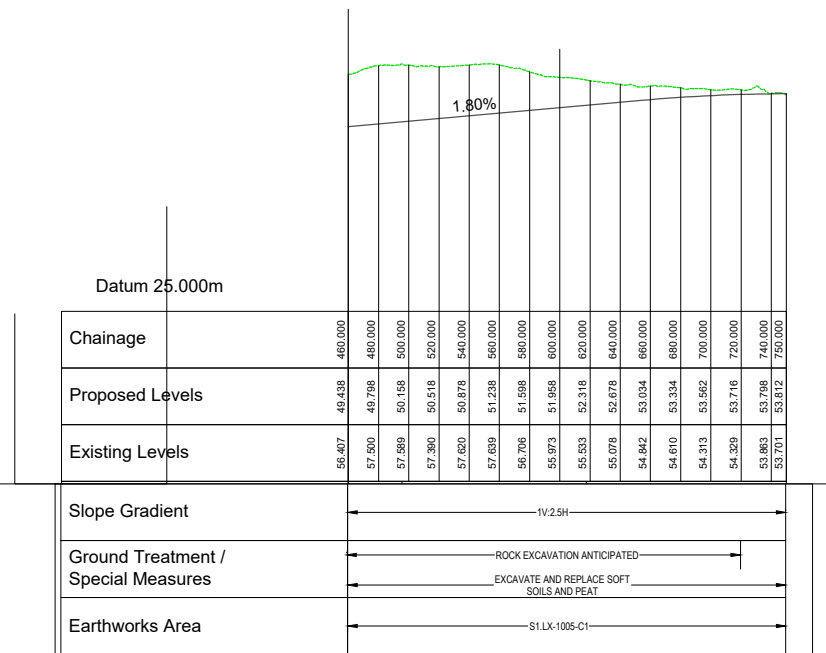 1.80%
Datum 25.000m
Chainage 460.000 480.000 500.000 520.000 540.000 560.000 580.000 600.000 620.000 640.000 660.000 680.000 700.000 720.000 740.000 750.000
Proposed Levels 49.438 49.798 50.158 50.518 50.878 51.238 51.598 51.958 52.318 52.678 53.034 53.334 53.562 53.716 53.798 53.812
Existing Levels 56.407 57.500 57.589 57.390 57.620 57.639 56.706 55.973 55.533 55.078 54.842 54.610 54.313 54.329 53.863 53.701
Slope Gradient 1V:2.5H
Ground Treatment /
Special Measures
ROCK EXCAVATION ANTICIPATED
EXCAVATE AND REPLACE SOFT
SOILS AND PEAT
Earthworks Area S1.LX-1005-C1